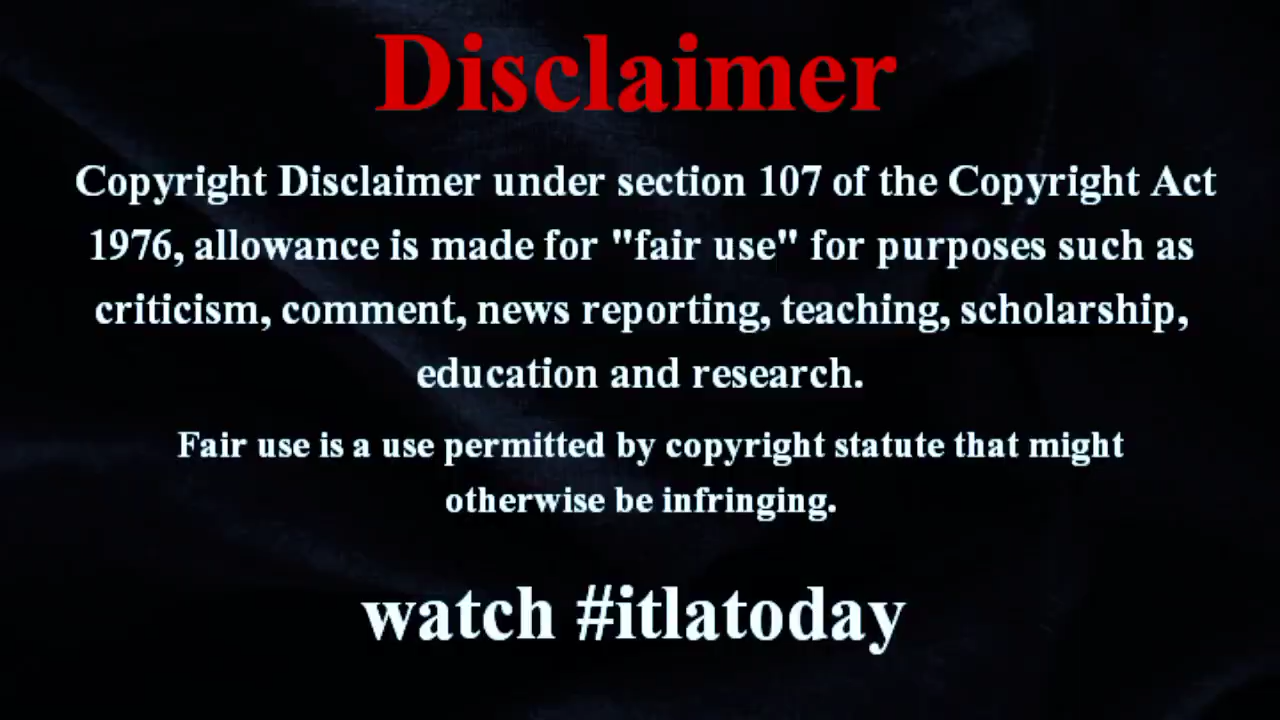 Disclaimer
Copyright Disclaimer under section 107 of the Copyright Act
1976, allowance is made for "fair use" for purposes such as
criticism, comment, news reporting, teaching, scholarship,
education and research.
Fair use is a use permitted by copyright statute that might
otherwise be infringing.
watch #itlatoday